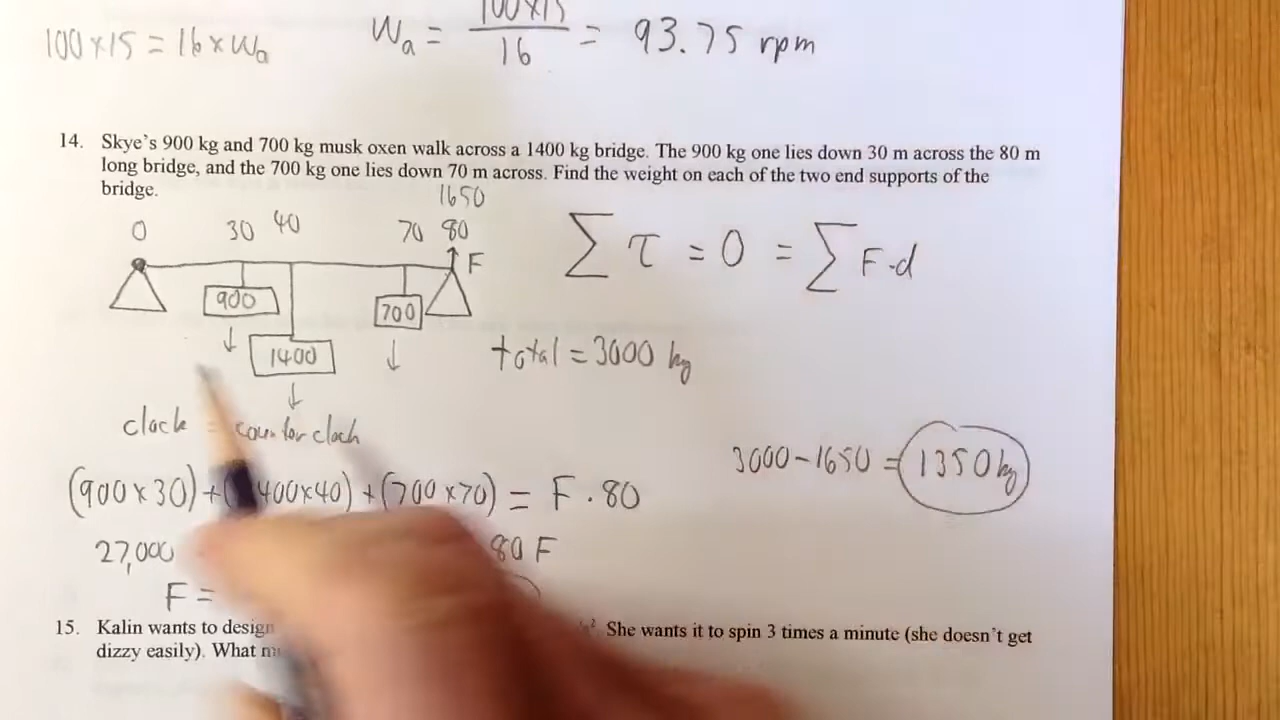 100×15
100×15 = 16×Wa Wa = 16 = 93.75 rpm
14. Skye's 900 kg and 700 kg musk oxen walk across a 1400 kg bridge. The 900 kg one lies down 30 m across the 80 m
long bridge, and the 700 kg one lies down 70 m across. Find the weight on each of the two end supports of the
bridge.
1650
0 30 40 70 80
F
Σ τ = 0 = Σ F·d
900
700
1400
total = 3000 kg
clock = counter clock
3000-1650 = 1350 kg
(900×30)+( 400×40)+(700×70) = F·80
27,000 80 F
F =
15. Kalin wants to design She wants it to spin 3 times a minute (she doesn't get
dizzy easily). What